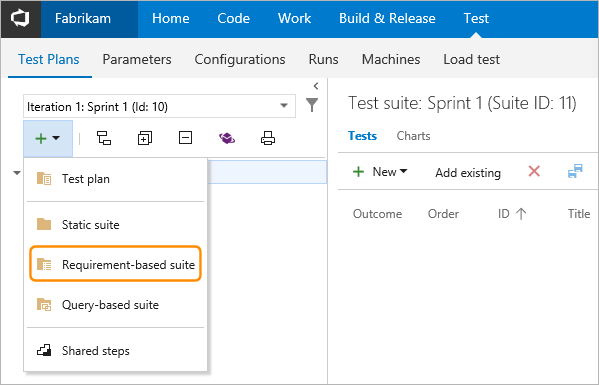 Fabrikam Home Code Work Build & Release Test
Test Plans Parameters Configurations Runs Machines Load test
Iteration 1: Sprint 1 (Id: 10)
Test plan
Static suite
Requirement-based suite
Query-based suite
Shared steps
Test suite: Sprint 1 (Suite ID: 11)
Tests Charts
New Add existing
Outcome Order ID Title